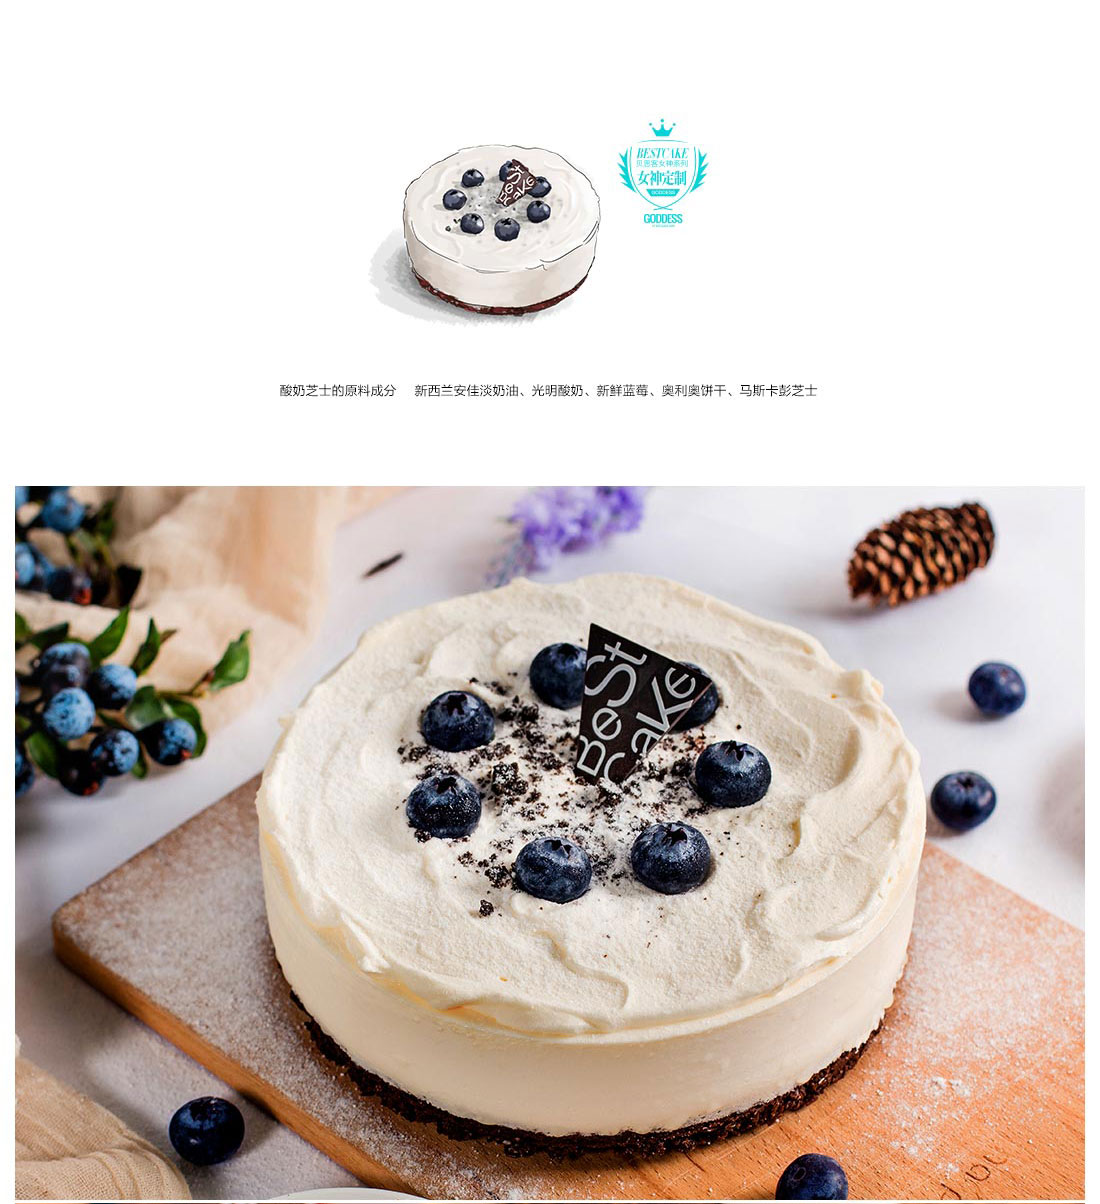 BESTCAKE
贝思客女神系列
女神定制
GODDESS
酸奶芝士的原料成分 新西兰安佳淡奶油、光明酸奶、新鲜蓝莓、奥利奥饼干、马斯卡彭芝士
BeSt
CaKe
BeSt
CaKe